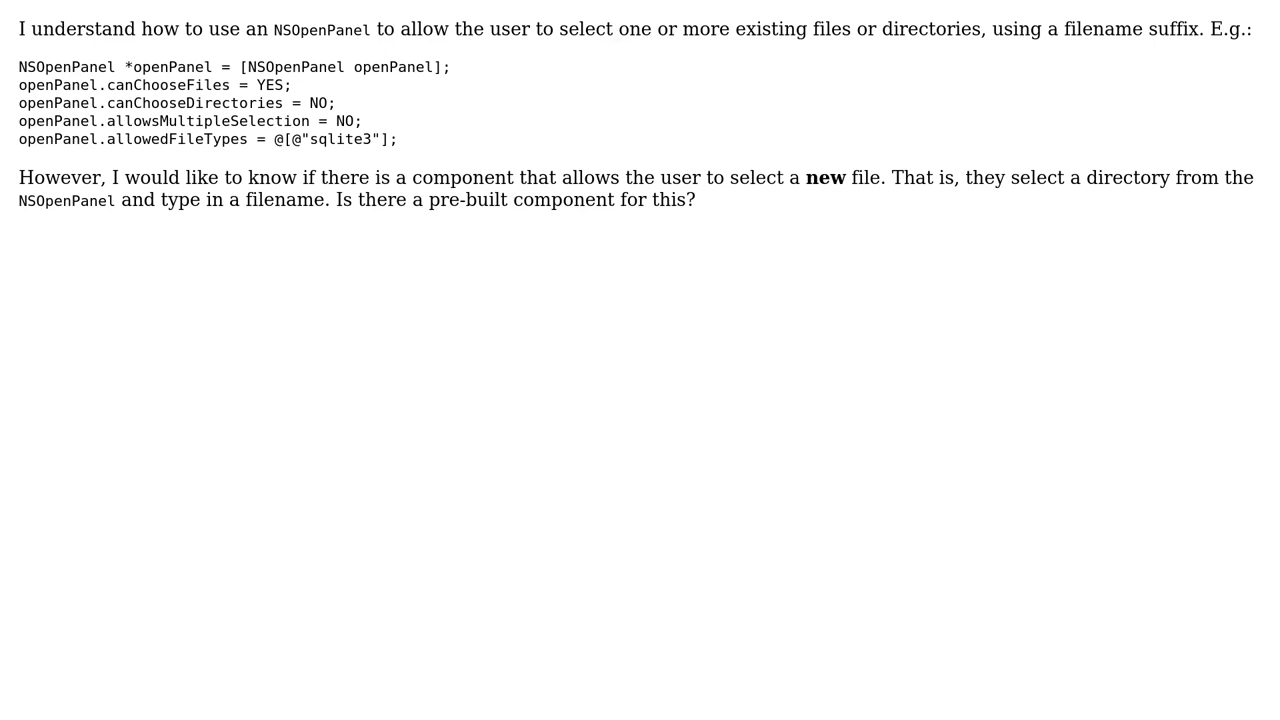 I understand how to use an NSOpenPanel to allow the user to select one or more existing files or directories, using a filename suffix. E.g.:
NSOpenPanel *openPanel = [NSOpenPanel openPanel];
openPanel.canChooseFiles = YES;
openPanel.canChooseDirectories = NO;
openPanel.allowsMultipleSelection = NO;
openPanel.allowedFileTypes = @[@"sqlite3"];
However, I would like to know if there is a component that allows the user to select a new file. That is, they select a directory from the
NSOpenPanel and type in a filename. Is there a pre-built component for this?